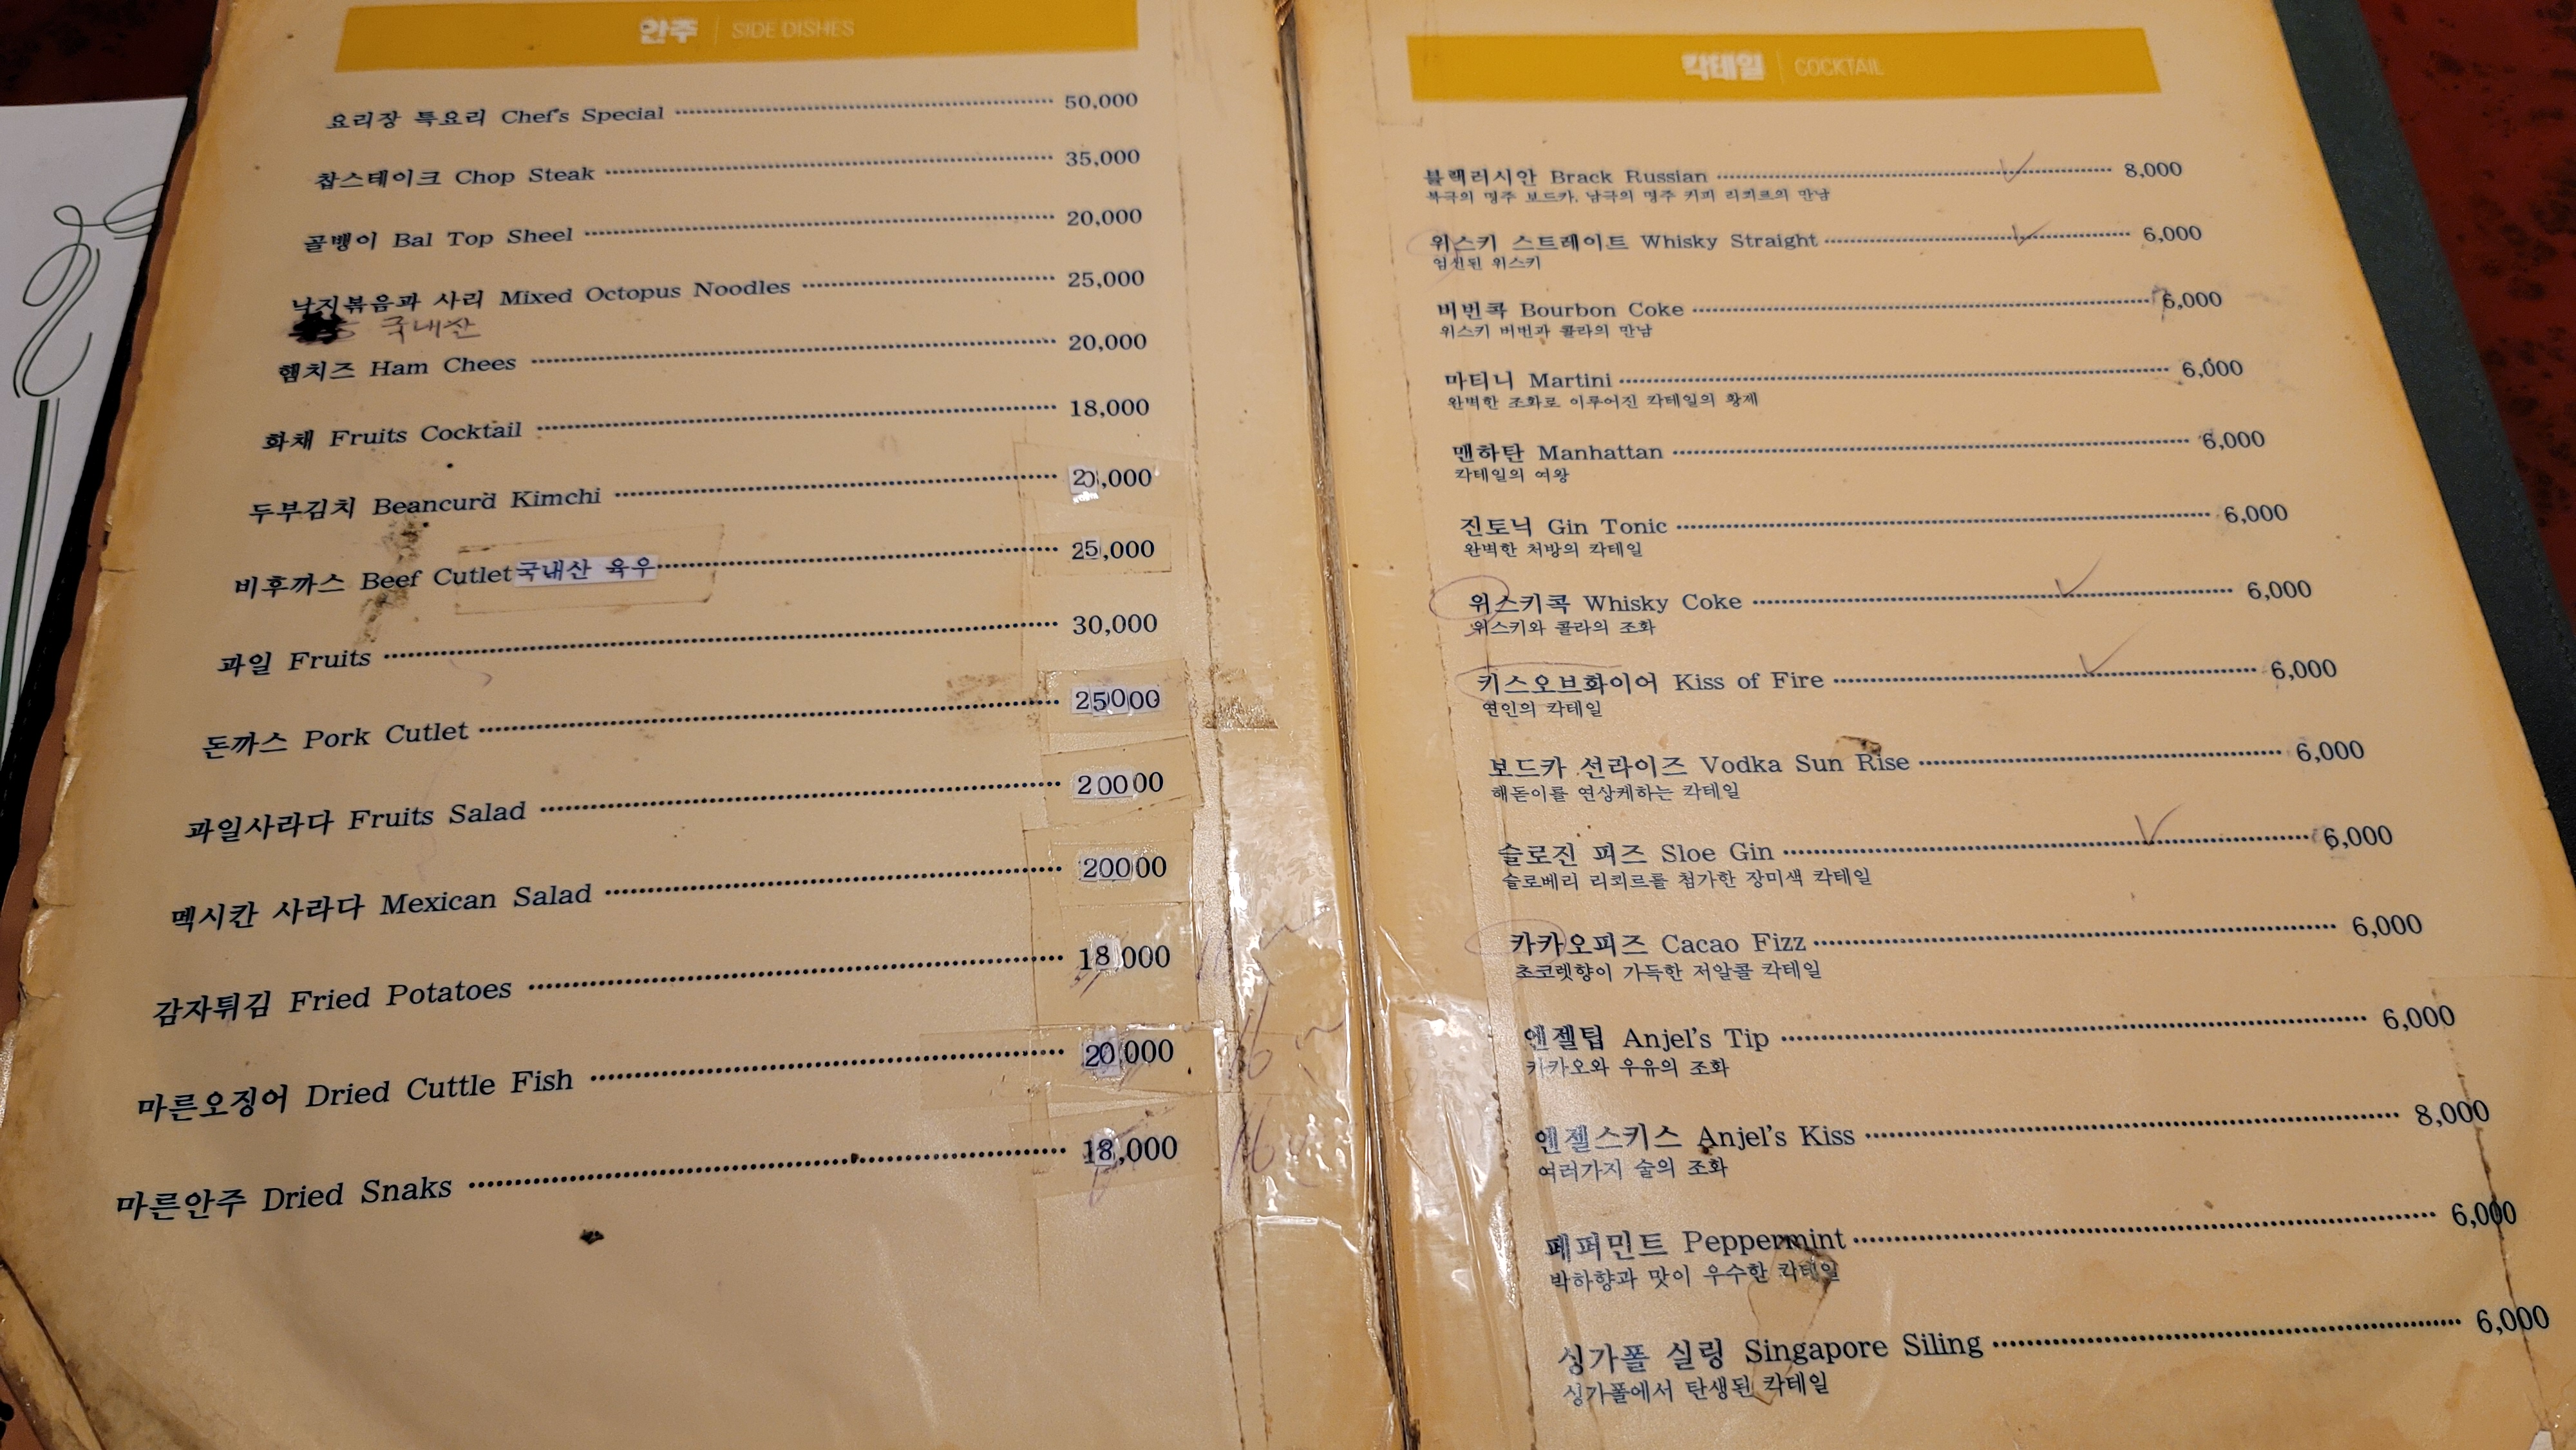 안주 | SIDE DISHES
요리장 특요리 Chef's Special 50,000
찹스테이크 Chop Steak 35,000
골뱅이 Bal Top Sheel 20,000
낙지볶음과 사리 Mixed Octopus Noodles 25,000
국내산
햄치즈 Ham Chees 20,000
화채 Fruits Cocktail 18,000
두부김치 Beancurd Kimchi 20,000
비후까스 Beef Cutlet 국내산 육우 25,000
과일 Fruits 30,000
돈까스 Pork Cutlet 25000
과일사라다 Fruits Salad 20000
멕시칸 사라다 Mexican Salad 20000
감자튀김 Fried Potatoes 18,000
마른오징어 Dried Cuttle Fish 20,000
마른안주 Dried Snaks 18,000
칵테일 | COCKTAIL
블랙러시안 Brack Russian 8,000
북극의 명주 보드카, 남극의 명주 커피 리쾨르의 만남
위스키 스트레이트 Whisky Straight 6,000
엄선된 위스키
버번콕 Bourbon Coke 6,000
위스키 버번과 콜라의 만남
마티니 Martini 6,000
완벽한 조화로 이루어진 칵테일의 황제
맨하탄 Manhattan 6,000
칵테일의 여왕
진토닉 Gin Tonic 6,000
완벽한 처방의 칵테일
위스키콕 Whisky Coke 6,000
위스키와 콜라의 조화
키스오브화이어 Kiss of Fire 6,000
연인의 칵테일
보드카 선라이즈 Vodka Sun Rise 6,000
해돋이를 연상케하는 칵테일
슬로진 피즈 Sloe Gin 6,000
슬로베리 리쾨르를 첨가한 장미색 칵테일
카카오피즈 Cacao Fizz 6,000
초코렛향이 가득한 저알콜 칵테일
엔젤팁 Anjel's Tip 6,000
카카오와 우유의 조화
엔젤스키스 Anjel's Kiss 8,000
여러가지 술의 조화
페퍼민트 Peppermint 6,000
박하향과 맛이 우수한 칵테일
싱가폴 실링 Singapore Siling 6,000
싱가폴에서 탄생된 칵테일